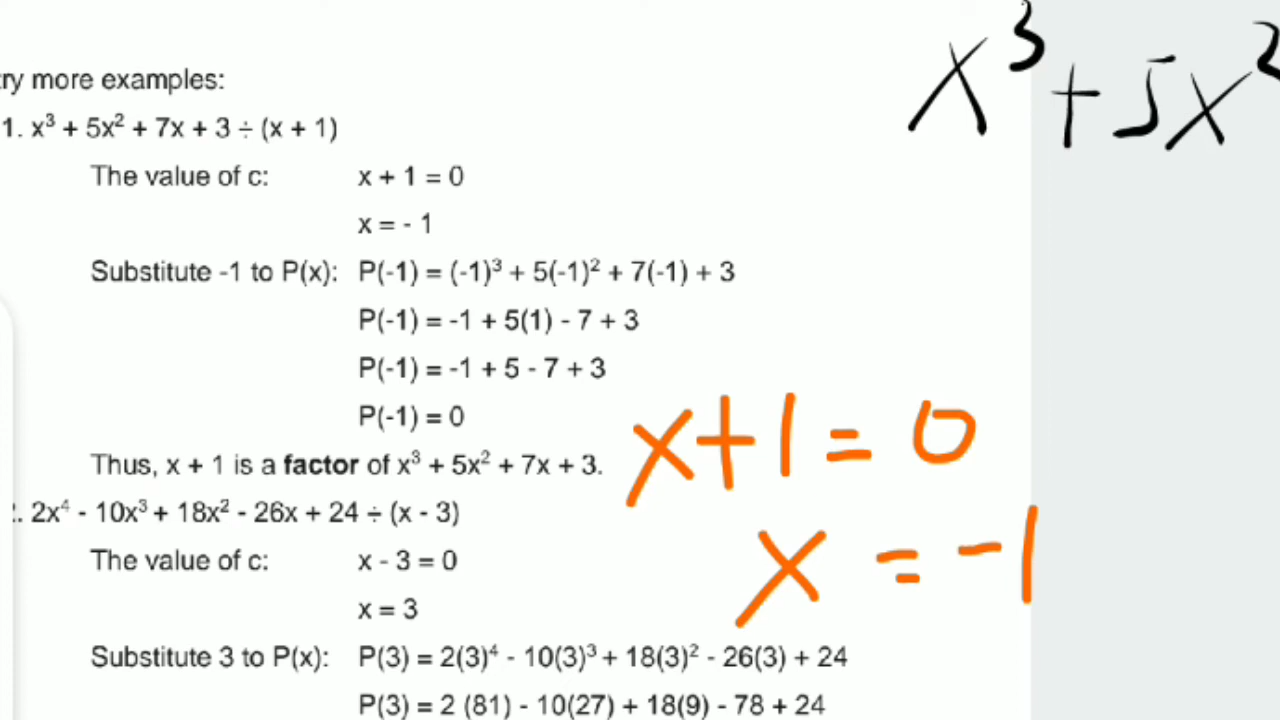 try more examples:
1. x³ + 5x² + 7x + 3 ÷ (x + 1)
The value of c: x + 1 = 0
x = - 1
Substitute -1 to P(x): P(-1) = (-1)³ + 5(-1)² + 7(-1) + 3
P(-1) = -1 + 5(1) - 7 + 3
P(-1) = -1 + 5 - 7 + 3
P(-1) = 0
Thus, x + 1 is a factor of x³ + 5x² + 7x + 3.
2. 2x⁴ - 10x³ + 18x² - 26x + 24 ÷ (x - 3)
The value of c: x - 3 = 0
x = 3
Substitute 3 to P(x): P(3) = 2(3)⁴ - 10(3)³ + 18(3)² - 26(3) + 24
P(3) = 2 (81) - 10(27) + 18(9) - 78 + 24
x³ + 5x²
x+1 = 0
x = -1